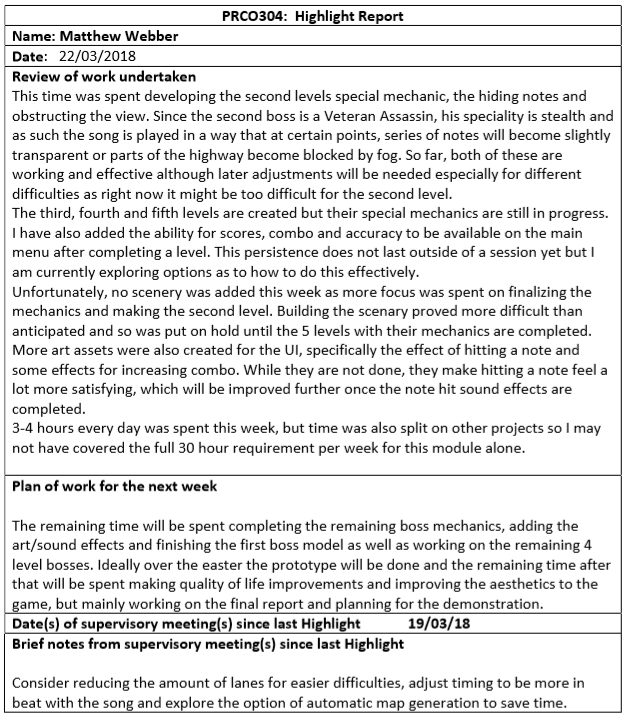 PRCO304:  Highlight Report
Name: Matthew Webber
Date:   22/03/2018
Review of work undertaken
This time was spent developing the second levels special mechanic, the hiding notes and
obstructing the view. Since the second boss is a Veteran Assassin, his speciality is stealth and
as such the song is played in a way that at certain points, series of notes will become slightly
transparent or parts of the highway become blocked by fog. So far, both of these are
working and effective although later adjustments will be needed especially for different
difficulties as right now it might be too difficult for the second level.
The third, fourth and fifth levels are created but their special mechanics are still in progress.
I have also added the ability for scores, combo and accuracy to be available on the main
menu after completing a level. This persistence does not last outside of a session yet but I
am currently exploring options as to how to do this effectively.
Unfortunately, no scenery was added this week as more focus was spent on finalizing the
mechanics and making the second level. Building the scenary proved more difficult than
anticipated and so was put on hold until the 5 levels with their mechanics are completed.
More art assets were also created for the UI, specifically the effect of hitting a note and
some effects for increasing combo. While they are not done, they make hitting a note feel a
lot more satisfying, which will be improved further once the note hit sound effects are
completed.
3-4 hours every day was spent this week, but time was also split on other projects so I may
not have covered the full 30 hour requirement per week for this module alone.
Plan of work for the next week
The remaining time will be spent completing the remaining boss mechanics, adding the
art/sound effects and finishing the first boss model as well as working on the remaining 4
level bosses. Ideally over the easter the prototype will be done and the remaining time after
that will be spent making quality of life improvements and improving the aesthetics to the
game, but mainly working on the final report and planning for the demonstration.
Date(s) of supervisory meeting(s) since last Highlight 19/03/18
Brief notes from supervisory meeting(s) since last Highlight
Consider reducing the amount of lanes for easier difficulties, adjust timing to be more in
beat with the song and explore the option of automatic map generation to save time.